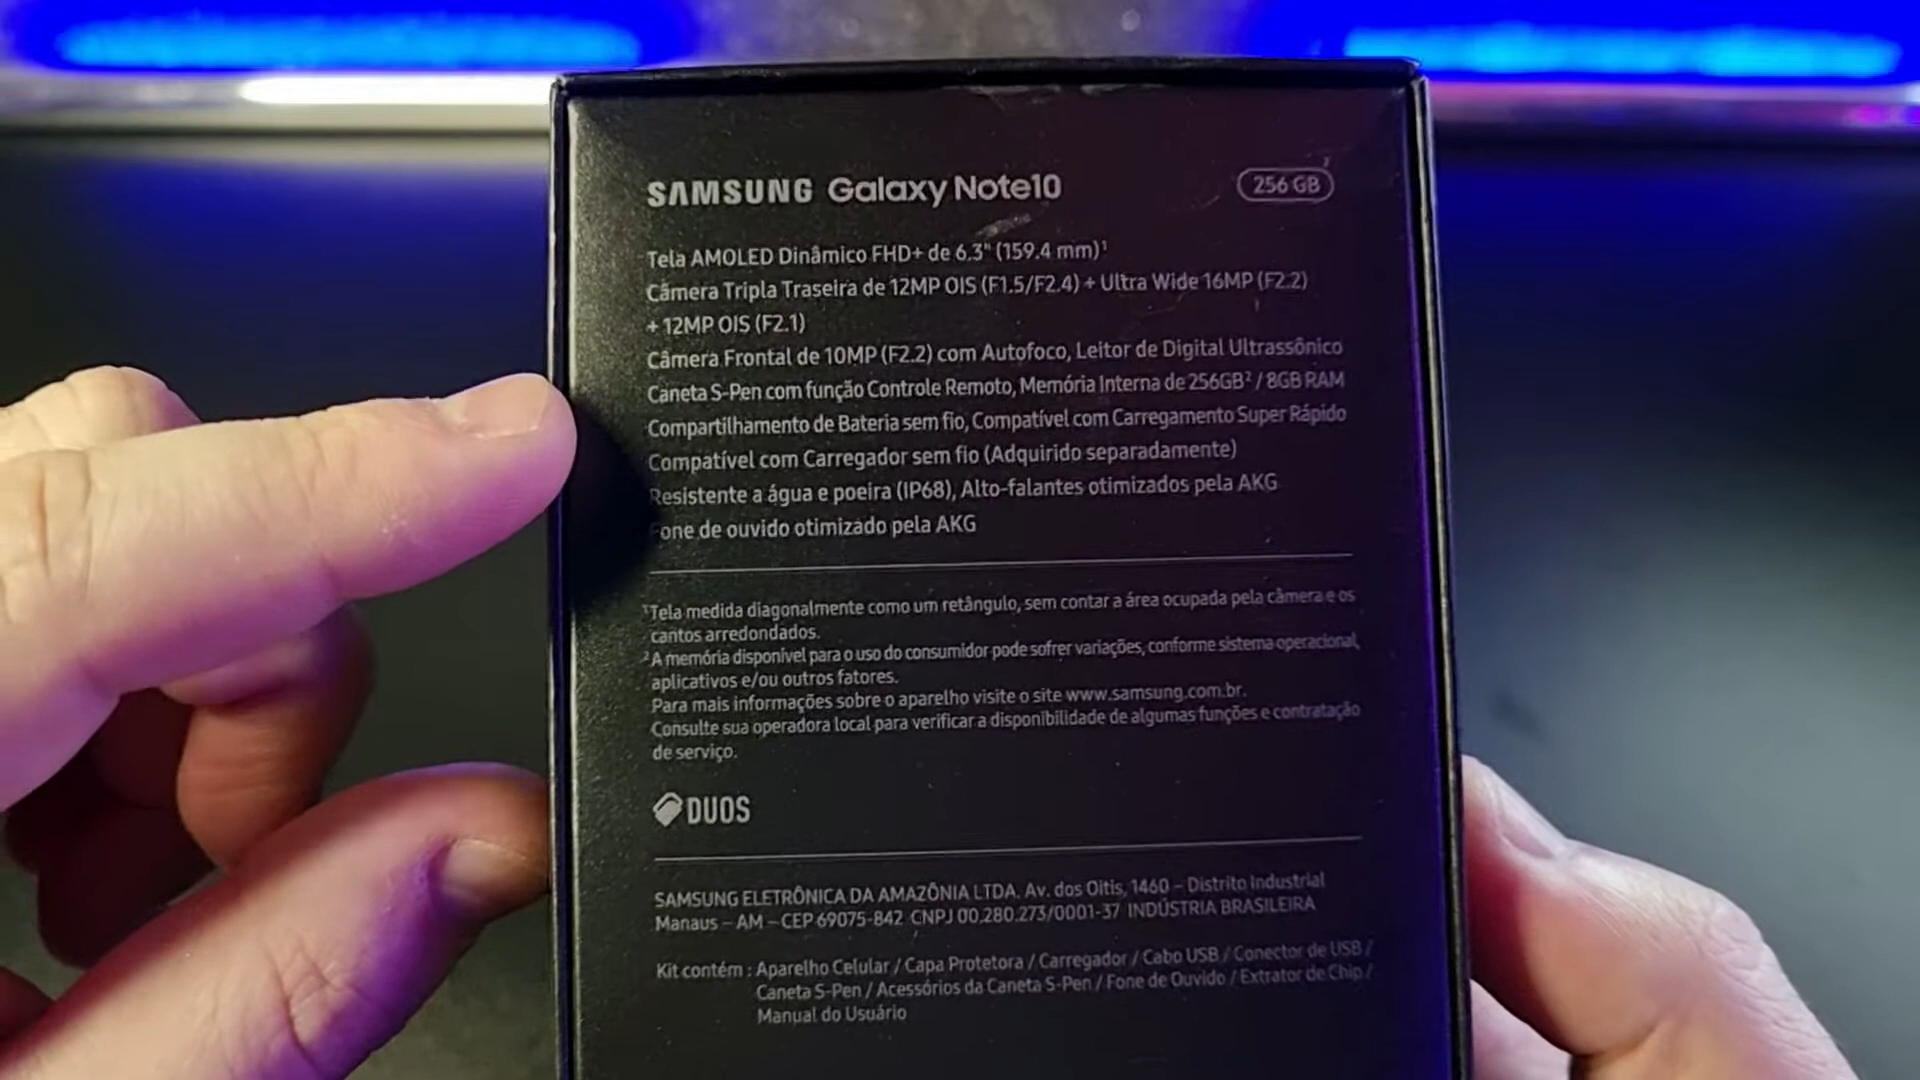 SAMSUNG Galaxy Note10 256 GB²
Tela AMOLED Dinâmico FHD+ de 6.3" (159.4 mm)¹
Câmera Tripla Traseira de 12MP OIS (F1.5/F2.4) + Ultra Wide 16MP (F2.2)
+ 12MP OIS (F2.1)
Câmera Frontal de 10MP (F2.2) com Autofoco, Leitor de Digital Ultrassônico
Caneta S-Pen com função Controle Remoto, Memória Interna de 256GB² / 8GB RAM
Compartilhamento de Bateria sem fio, Compatível com Carregamento Super Rápido
Compatível com Carregador sem fio (Adquirido separadamente)
Resistente a água e poeira (IP68), Alto-falantes otimizados pela AKG
Fone de ouvido otimizado pela AKG
¹Tela medida diagonalmente como um retângulo, sem contar a área ocupada pela câmera e os
cantos arredondados.
²A memória disponível para o uso do consumidor pode sofrer variações, conforme sistema operacional,
aplicativos e/ou outros fatores.
Para mais informações sobre o aparelho visite o site www.samsung.com.br.
Consulte sua operadora local para verificar a disponibilidade de algumas funções e contratação
de serviço.
DUOS
SAMSUNG ELETRÔNICA DA AMAZÔNIA LTDA. Av. dos Oitis, 1460 – Distrito Industrial
Manaus – AM – CEP 69075-842 CNPJ 00.280.273/0001-37 INDÚSTRIA BRASILEIRA
Kit contém : Aparelho Celular / Capa Protetora / Carregador / Cabo USB / Conector de USB /
Caneta S-Pen / Acessórios da Caneta S-Pen / Fone de Ouvido / Extrator de Chip /
Manual do Usuário